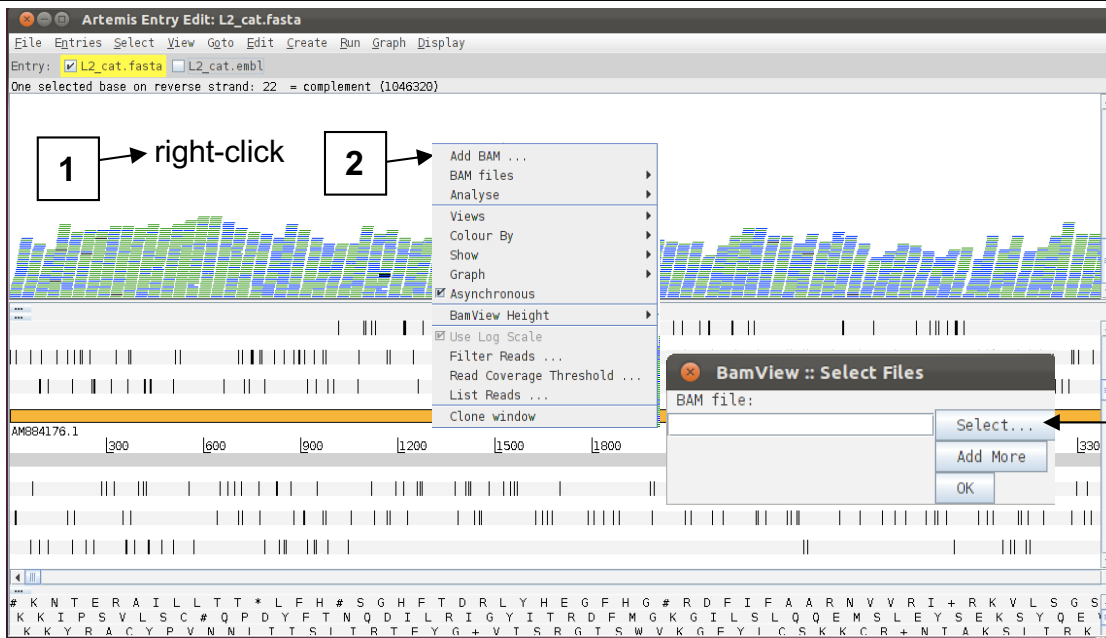 Artemis Entry Edit: L2_cat.fasta
File Entries Select View Goto Edit Create Run Graph Display
Entry: L2_cat.fasta L2_cat.embl
One selected base on reverse strand: 22 = complement (1046320)
1 right-click 2
Add BAM ...
BAM files
Analyse
Views
Colour By
Show
Graph
Asynchronous
BamView Height
Use Log Scale
Filter Reads ...
Read Coverage Threshold ...
List Reads ...
Clone window
BamView :: Select Files
BAM file:
Select...
Add More
OK
AM884176.1
300 600 900 1200 1500 1800 330
# K N T E R A I L L T T * L F H # S G H F T D R L Y H E G F H G # R D F I F A A R N V V R I + R K V L S G S
K K I P S V L S C # Q P D Y F T N Q D I L R I G Y I T R D F M G K G I L S L Q Q E M S L E Y S E K S Y Q E